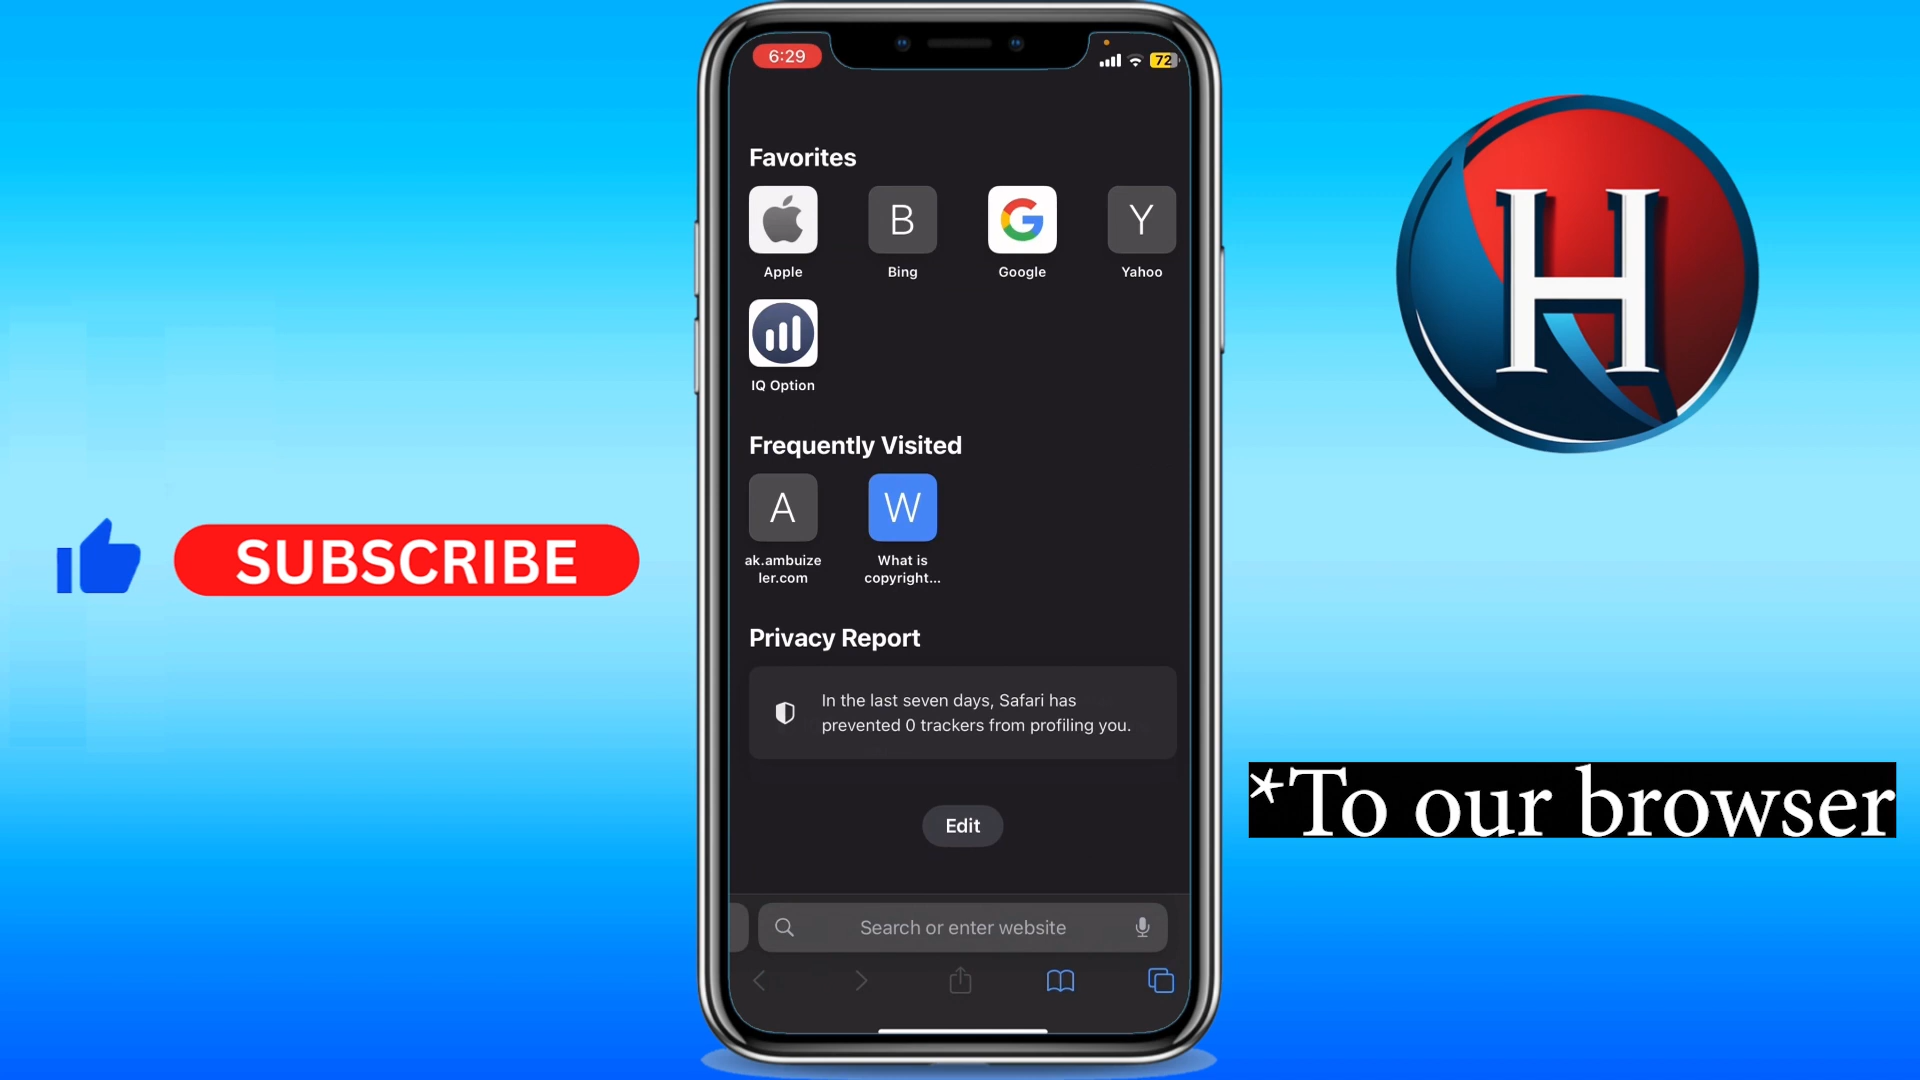 6:29
72
Favorites
B
G
Y
Apple
Bing
Google
Yahoo
IQ Option
Frequently Visited
A
W
ak.ambuize
ler.com
What is
copyright...
Privacy Report
In the last seven days, Safari has
prevented 0 trackers from profiling you.
Edit
Search or enter website
SUBSCRIBE
H
*To our browser